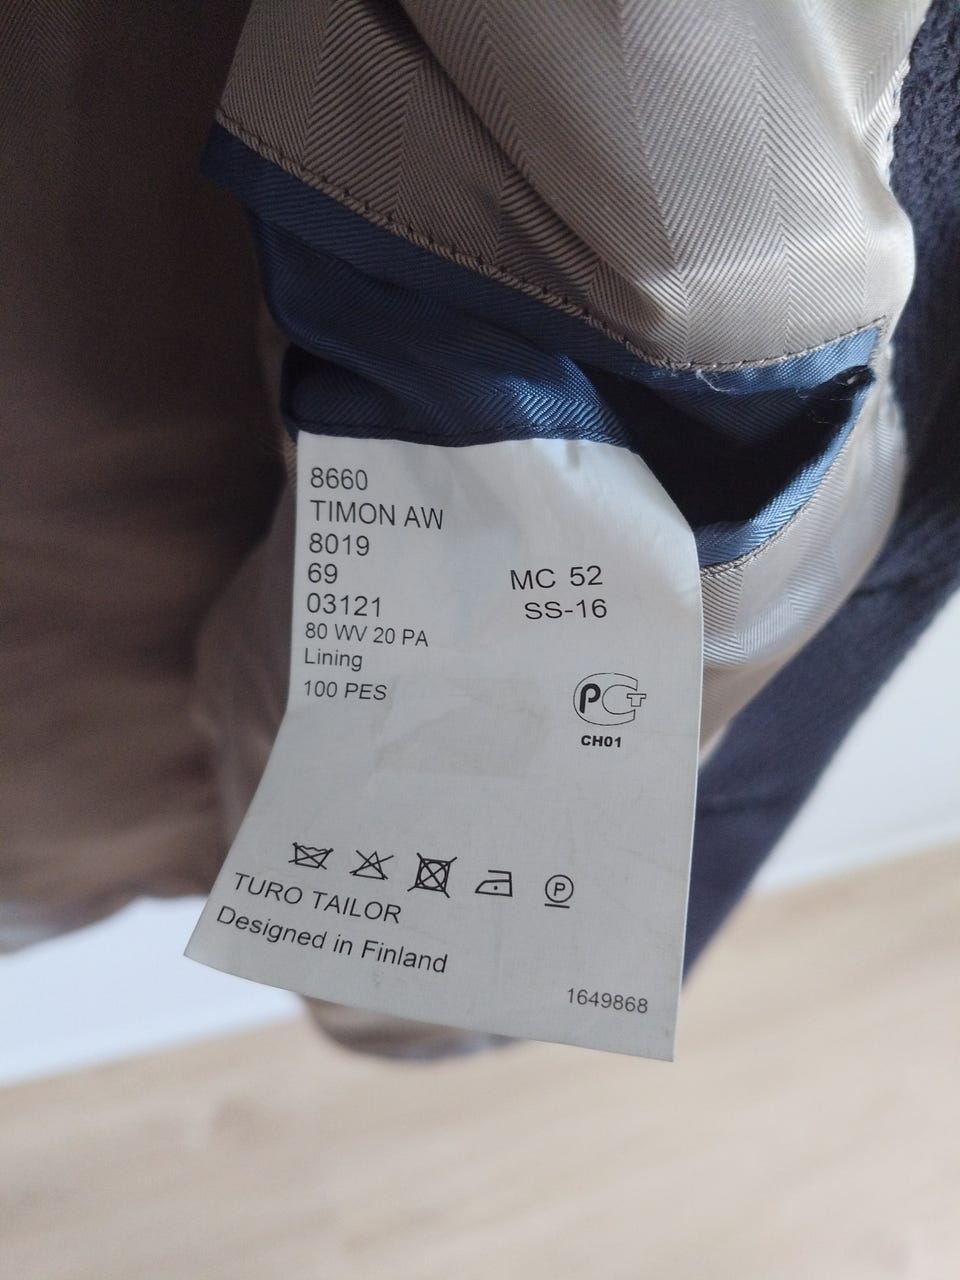 8660
TIMON AW
8019
69
03121
80 WV 20 PA
Lining
100 PES
MC 52
SS-16
PCT
CH01
P
TURO TAILOR
Designed in Finland
1649868